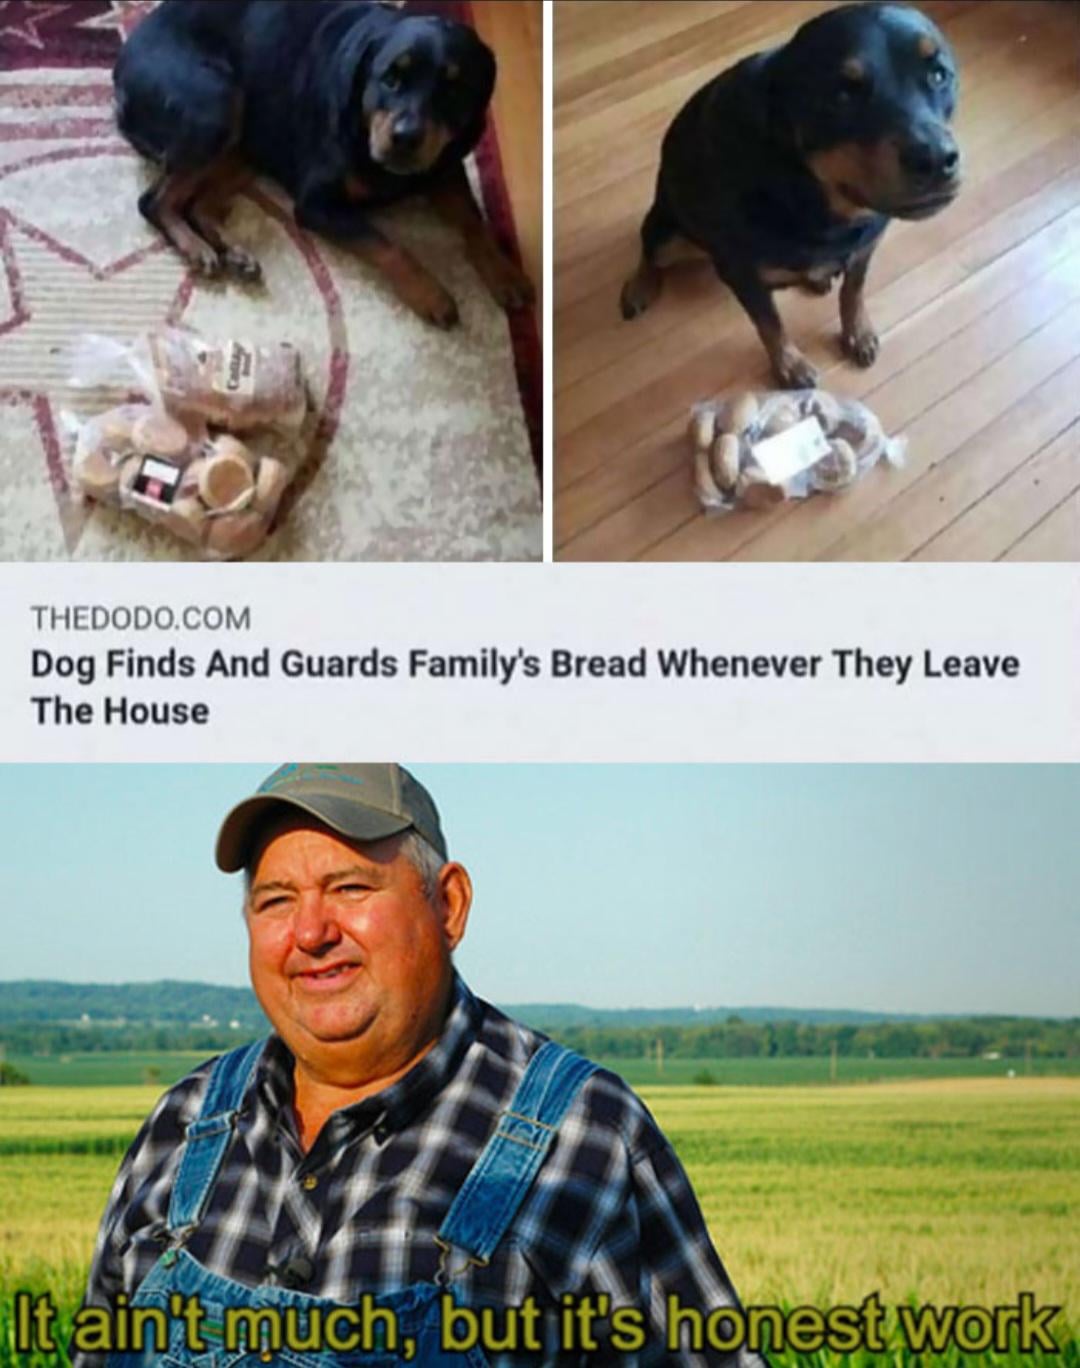 THEDODO.COM
Dog Finds And Guards Family's Bread Whenever They Leave
The House
It ain't much, but it's honest work